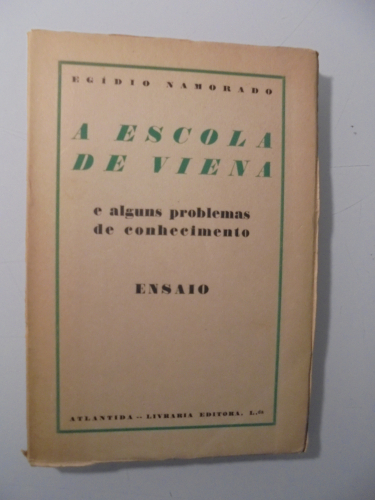 EGÍDIO NAMORADO
A ESCOLA
DE VIENA
e alguns problemas
de conhecimento
ENSAIO
ATLANTIDA — LIVRARIA EDITORA, L.da